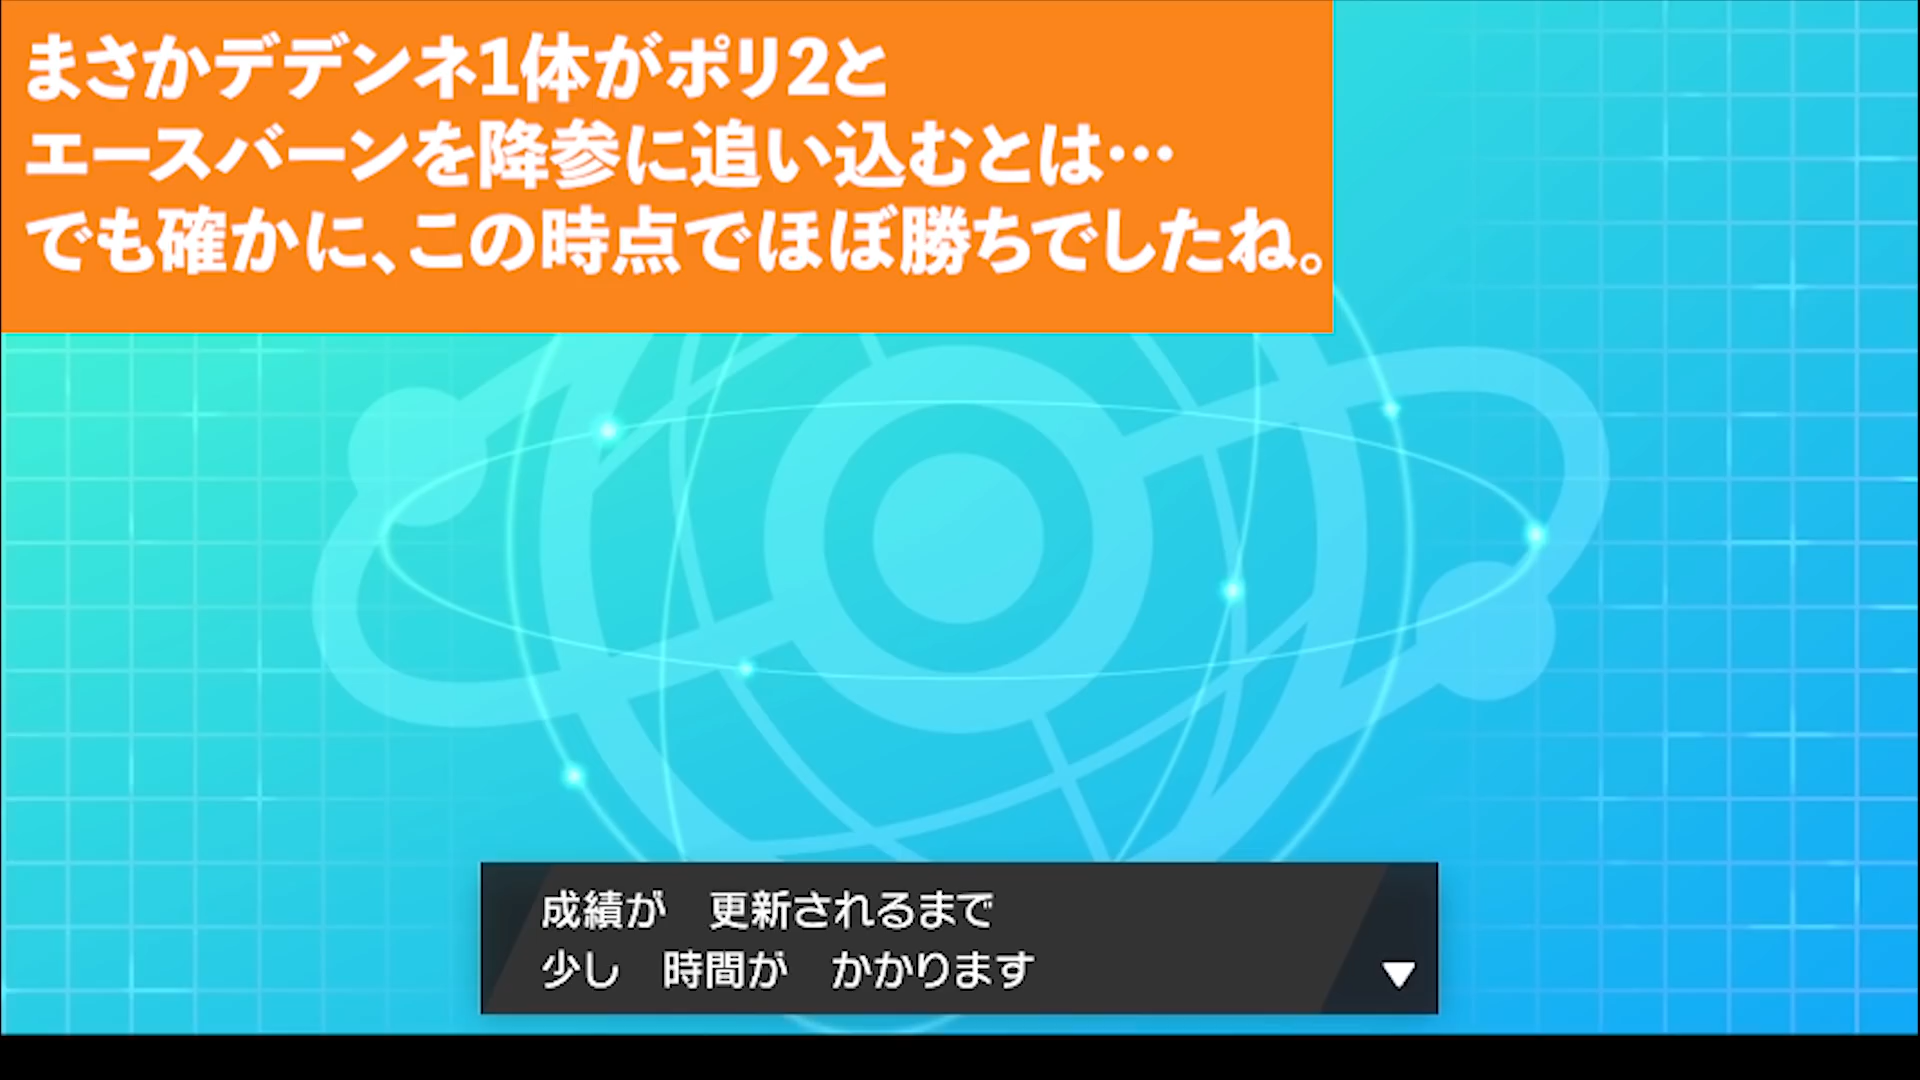 まさかデデンネ1体がポリ2と
エースバーンを降参に追い込むとは…
でも確かに、この時点でほぼ勝ちでしたね。
成績が　更新されるまで
少し　時間が　かかります